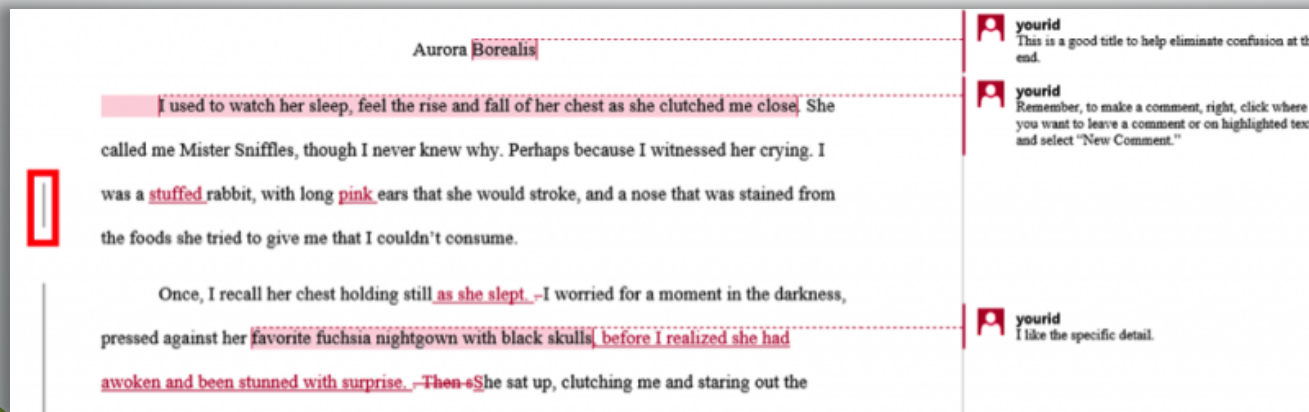 Aurora Borealis
I used to watch her sleep, feel the rise and fall of her chest as she clutched me close. She
called me Mister Sniffles, though I never knew why. Perhaps because I witnessed her crying. I
was a stuffed rabbit, with long pink ears that she would stroke, and a nose that was stained from
the foods she tried to give me that I couldn’t consume.
Once, I recall her chest holding still as she slept. I worried for a moment in the darkness,
pressed against her favorite fuchsia nightgown with black skulls, before I realized she had
awoken and been stunned with surprise. . Then sShe sat up, clutching me and staring out the
yourid
This is a good title to help eliminate confusion at th
end.
yourid
Remember, to make a comment, right, click where
you want to leave a comment or on highlighted tex
and select “New Comment.”
yourid
I like the specific detail.